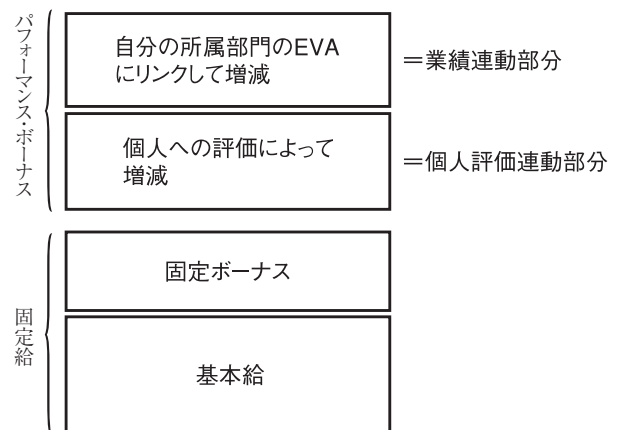 パフォーマンス・ボーナス
自分の所属部門のEVA
にリンクして増減
＝業績連動部分
個人への評価によって
増減
＝個人評価連動部分
固定給
固定ボーナス
基本給